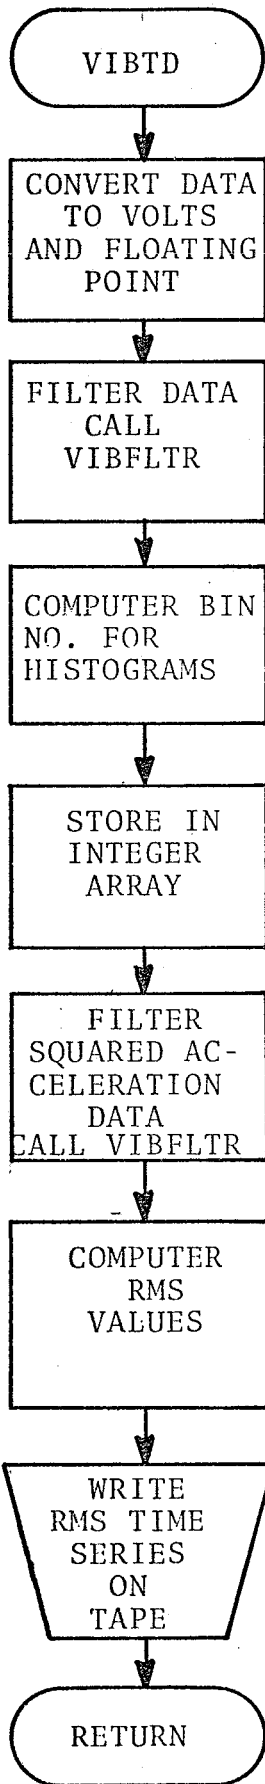 VIBTD
CONVERT DATA
TO VOLTS
AND FLOATING
POINT
FILTER DATA
CALL
VIBFLTR
COMPUTER BIN
NO. FOR
HISTOGRAMS
STORE IN
INTEGER
ARRAY
FILTER
SQUARED AC-
CELERATION
DATA
CALL VIBFLTR
COMPUTER
RMS
VALUES
WRITE
RMS TIME
SERIES
ON
TAPE
RETURN